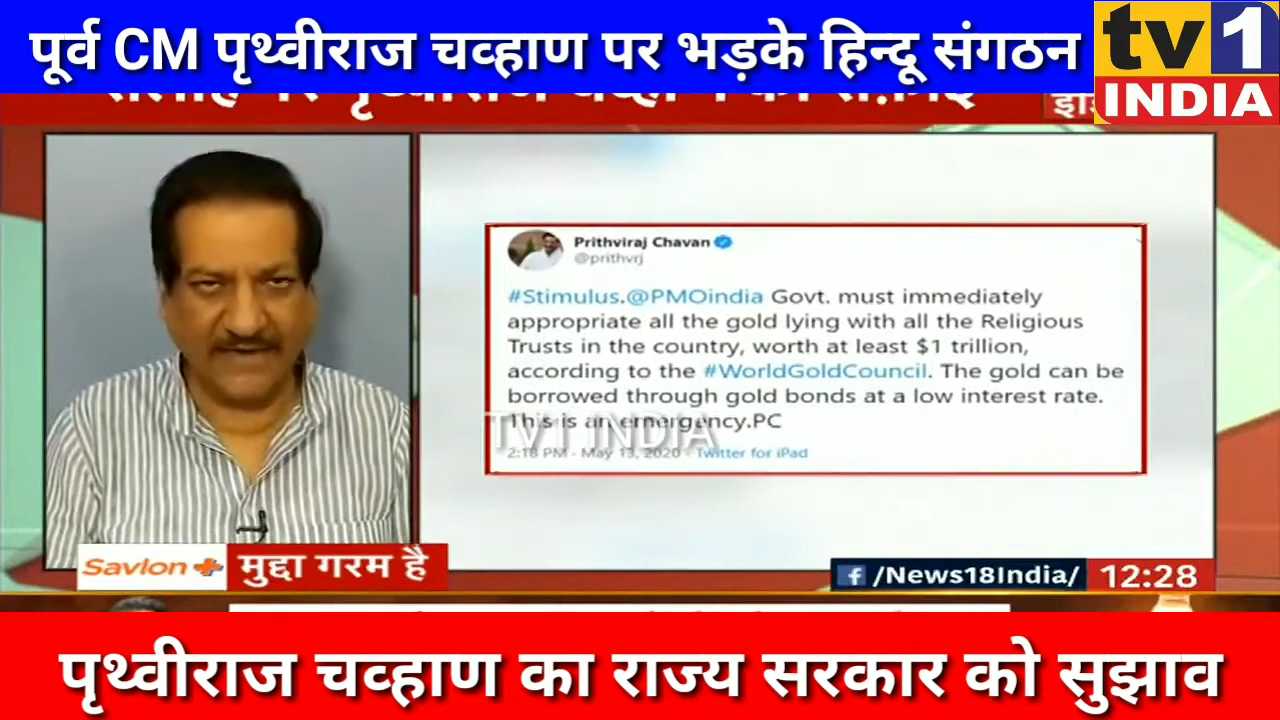 पूर्व CM पृथ्वीराज चव्हाण पर भड़के हिन्दू संगठन
tv1
INDIA
Prithviraj Chavan
@prithvrj
#Stimulus.@PMOindia Govt. must immediately
appropriate all the gold lying with all the Religious
Trusts in the country, worth at least $1 trillion,
according to the #WorldGoldCouncil. The gold can be
borrowed through gold bonds at a low interest rate.
This is an emergency.PC
TV1 INDIA
2:18 PM - May 13, 2020 · Twitter for iPad
Savlon
मुद्दा गरम है
/News18India/
12:28
पृथ्वीराज चव्हाण का राज्य सरकार को सुझाव